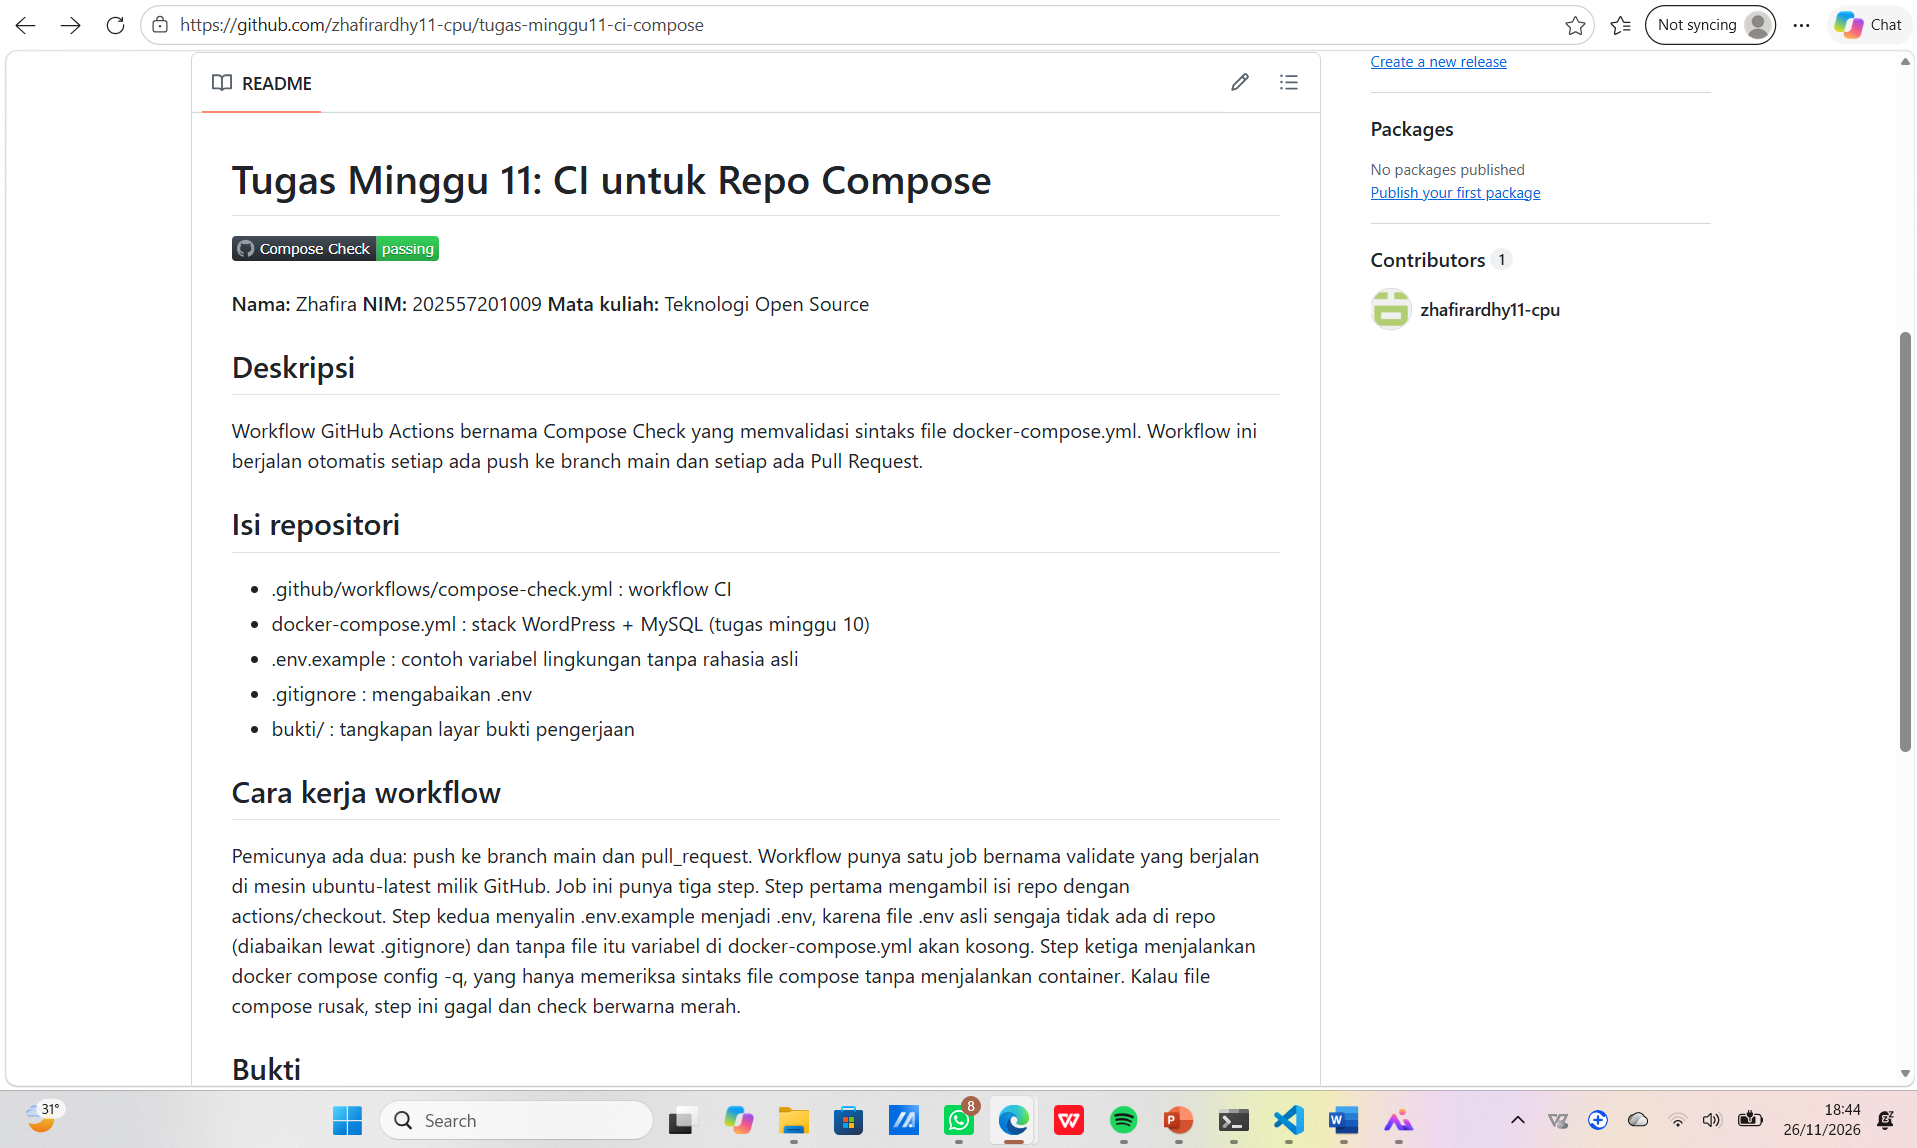 https://github.com/zhafirardhy11-cpu/tugas-minggu11-ci-compose
Not syncing
Chat
README
Tugas Minggu 11: CI untuk Repo Compose
Compose Check passing
Nama: Zhafira NIM: 202557201009 Mata kuliah: Teknologi Open Source
Deskripsi
Workflow GitHub Actions bernama Compose Check yang memvalidasi sintaks file docker-compose.yml. Workflow ini
berjalan otomatis setiap ada push ke branch main dan setiap ada Pull Request.
Isi repositori
.github/workflows/compose-check.yml : workflow CI
docker-compose.yml : stack WordPress + MySQL (tugas minggu 10)
.env.example : contoh variabel lingkungan tanpa rahasia asli
.gitignore : mengabaikan .env
bukti/ : tangkapan layar bukti pengerjaan
Cara kerja workflow
Pemicunya ada dua: push ke branch main dan pull_request. Workflow punya satu job bernama validate yang berjalan
di mesin ubuntu-latest milik GitHub. Job ini punya tiga step. Step pertama mengambil isi repo dengan
actions/checkout. Step kedua menyalin .env.example menjadi .env, karena file .env asli sengaja tidak ada di repo
(diabaikan lewat .gitignore) dan tanpa file itu variabel di docker-compose.yml akan kosong. Step ketiga menjalankan
docker compose config -q, yang hanya memeriksa sintaks file compose tanpa menjalankan container. Kalau file
compose rusak, step ini gagal dan check berwarna merah.
Bukti
Create a new release
Packages
No packages published
Publish your first package
Contributors 1
zhafirardhy11-cpu
31°
Search
8
18:44
26/11/2026